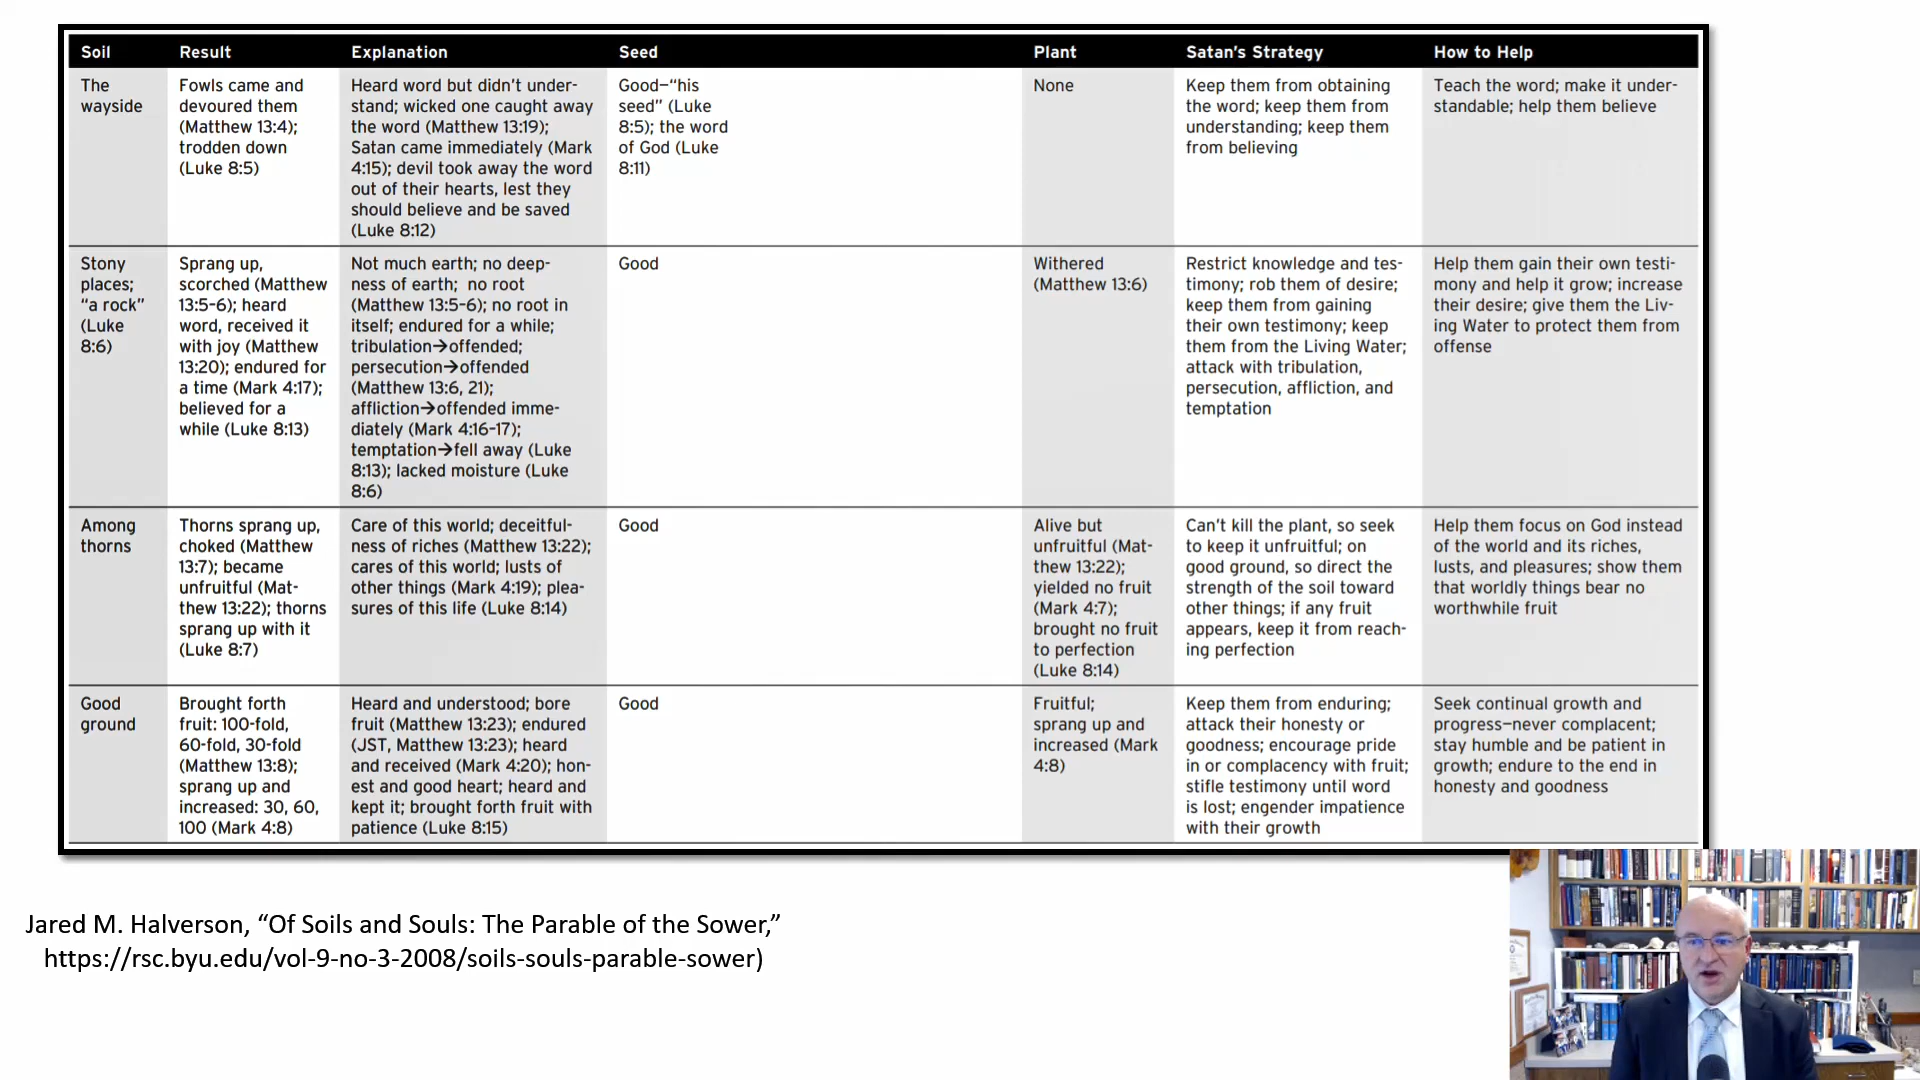 Soil
Result
Explanation
Seed
Plant
Satan's Strategy
How to Help
The
wayside
Fowls came and
devoured them
(Matthew 13:4);
trodden down
(Luke 8:5)
Heard word but didn't under-
stand; wicked one caught away
the word (Matthew 13:19);
Satan came immediately (Mark
4:15); devil took away the word
out of their hearts, lest they
should believe and be saved
(Luke 8:12)
Good—“his
seed” (Luke
8:5); the word
of God (Luke
8:11)
None
Keep them from obtaining
the word; keep them from
understanding; keep them
from believing
Teach the word; make it under-
standable; help them believe
Stony
places;
“a rock”
(Luke
8:6)
Sprang up,
scorched (Matthew
13:5–6); heard
word, received it
with joy (Matthew
13:20); endured for
a time (Mark 4:17);
believed for a
while (Luke 8:13)
Not much earth; no deep-
ness of earth; no root
(Matthew 13:5–6); no root in
itself; endured for a while;
tribulation→offended;
persecution→offended
(Matthew 13:6, 21);
affliction→offended imme-
diately (Mark 4:16–17);
temptation→fell away (Luke
8:13); lacked moisture (Luke
8:6)
Good
Withered
(Matthew 13:6)
Restrict knowledge and tes-
timony; rob them of desire;
keep them from gaining
their own testimony; keep
them from the Living Water;
attack with tribulation,
persecution, affliction, and
temptation
Help them gain their own testi-
mony and help it grow; increase
their desire; give them the Liv-
ing Water to protect them from
offense
Among
thorns
Thorns sprang up,
choked (Matthew
13:7); became
unfruitful (Mat-
thew 13:22); thorns
sprang up with it
(Luke 8:7)
Care of this world; deceitful-
ness of riches (Matthew 13:22);
cares of this world; lusts of
other things (Mark 4:19); plea-
sures of this life (Luke 8:14)
Good
Alive but
unfruitful (Mat-
thew 13:22);
yielded no fruit
(Mark 4:7);
brought no fruit
to perfection
(Luke 8:14)
Can't kill the plant, so seek
to keep it unfruitful; on
good ground, so direct the
strength of the soil toward
other things; if any fruit
appears, keep it from reach-
ing perfection
Help them focus on God instead
of the world and its riches,
lusts, and pleasures; show them
that worldly things bear no
worthwhile fruit
Good
ground
Brought forth
fruit: 100-fold,
60-fold, 30-fold
(Matthew 13:8);
sprang up and
increased: 30, 60,
100 (Mark 4:8)
Heard and understood; bore
fruit (Matthew 13:23); endured
(JST, Matthew 13:23); heard
and received (Mark 4:20); hon-
est and good heart; heard and
kept it; brought forth fruit with
patience (Luke 8:15)
Good
Fruitful;
sprang up and
increased (Mark
4:8)
Keep them from enduring;
attack their honesty or
goodness; encourage pride
in or complacency with fruit;
stifle testimony until word
is lost; engender impatience
with their growth
Seek continual growth and
progress—never complacent;
stay humble and be patient in
growth; endure to the end in
honesty and goodness
Jared M. Halverson, “Of Soils and Souls: The Parable of the Sower,”
https://rsc.byu.edu/vol-9-no-3-2008/soils-souls-parable-sower)